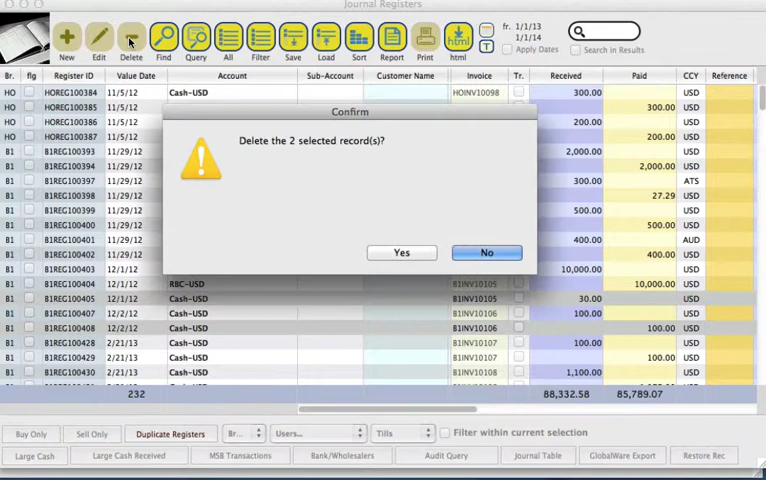 Journal Registers
New Edit Delete Find Query All Filter Save Load Sort Report Print html
html
T
fr. 1/1/13
1/1/14
Apply Dates
Search in Results
Br. flg Register ID Value Date Account Sub-Account Customer Name Invoice Tr. Received Paid CCY Reference
HO HOREG100384 11/5/12 Cash-USD HOINV10098 300.00 USD
HO HOREG100385 11/5/12 300.00 USD
HO HOREG100386 11/5/12 200.00 USD
HO HOREG100387 11/5/12 200.00 USD
B1 B1REG100393 11/29/12 2,000.00 USD
B1 B1REG100394 11/29/12 2,000.00 USD
B1 B1REG100397 11/29/12 300.00 ATS
B1 B1REG100398 11/29/12 27.29 USD
B1 B1REG100399 11/29/12 500.00 USD
B1 B1REG100400 11/29/12 500.00 USD
B1 B1REG100401 11/29/12 400.00 AUD
B1 B1REG100402 11/29/12 400.00 USD
B1 B1REG100403 12/1/12 10,000.00 USD
B1 B1REG100404 12/1/12 RBC-USD B1INV10105 10,000.00 USD
B1 B1REG100405 12/1/12 Cash-USD B1INV10105 30.00 USD
B1 B1REG100407 12/2/12 Cash-USD B1INV10106 100.00 USD
B1 B1REG100408 12/2/12 Cash-USD B1INV10106 100.00 USD
B1 B1REG100428 2/21/13 Cash-USD B1INV10107 100.00 USD
B1 B1REG100429 2/21/13 Cash-USD B1INV10107 100.00 USD
B1 B1REG100430 2/21/13 Cash-USD B1INV10108 1,100.00 USD
Confirm
Delete the 2 selected record(s)?
Yes No
232 88,332.58 85,789.07
Buy Only Sell Only Duplicate Registers Br... Users... Tills Filter within current selection
Large Cash Large Cash Received MSB Transactions Bank/Wholesalers Audit Query Journal Table GlobalWare Export Restore Rec